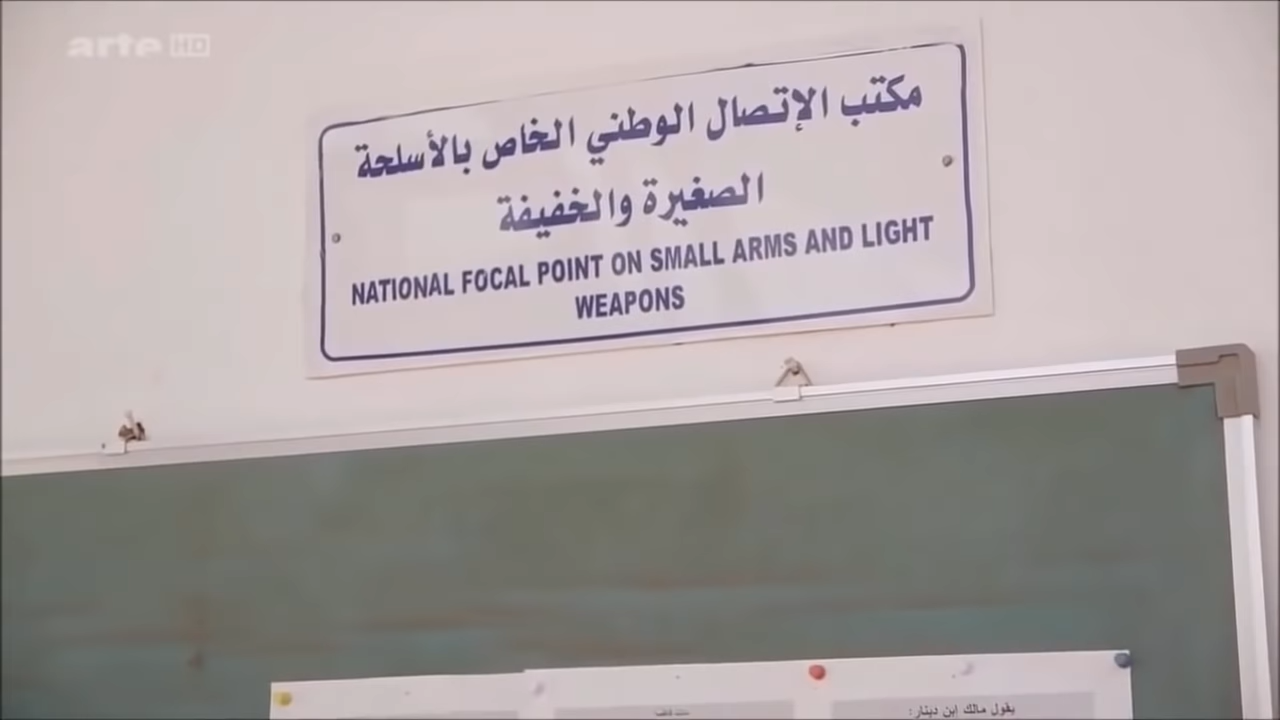 arte HD
مكتب الإتصال الوطني الخاص بالأسلحة
الصغيرة والخفيفة
NATIONAL FOCAL POINT ON SMALL ARMS AND LIGHT
WEAPONS
يقول مالك إبن دينار: